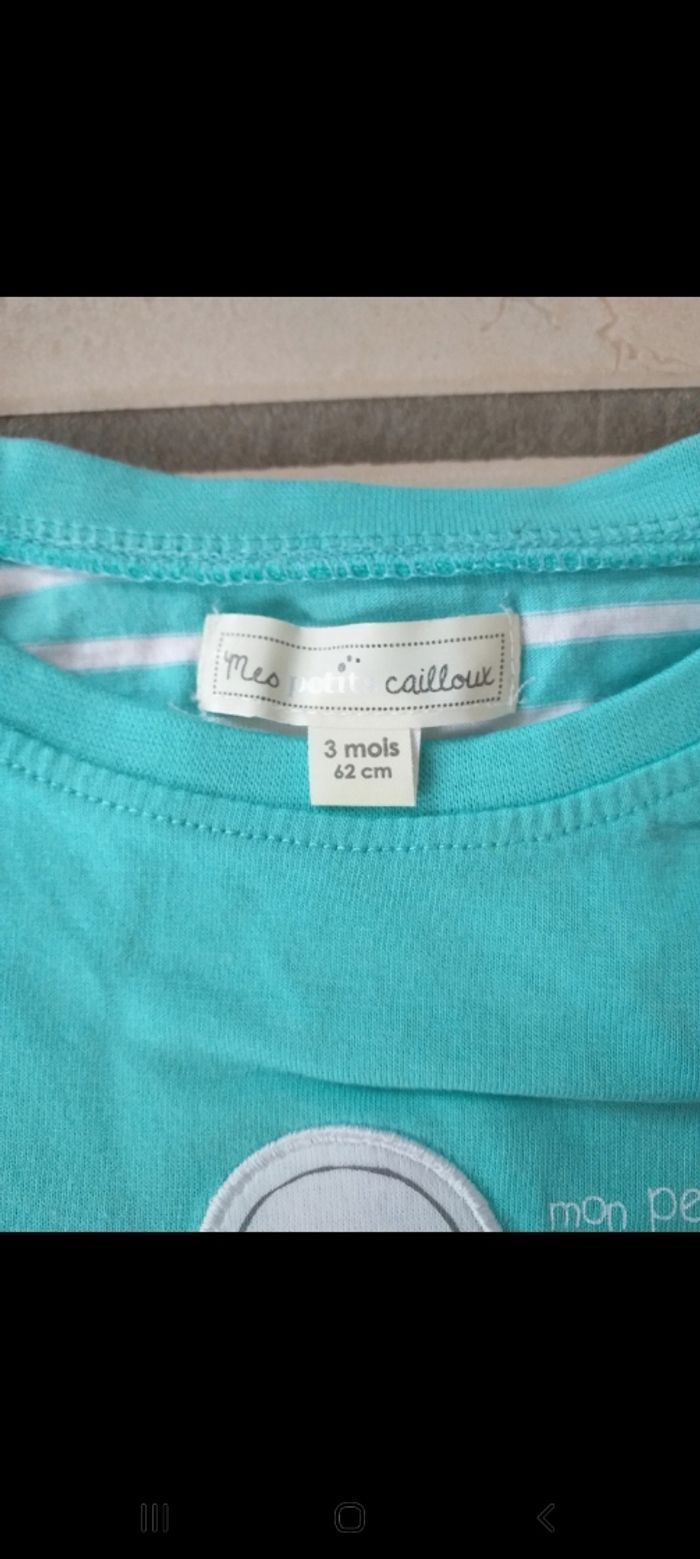 Mes petits cailloux
3 mois
62 cm
mon pe